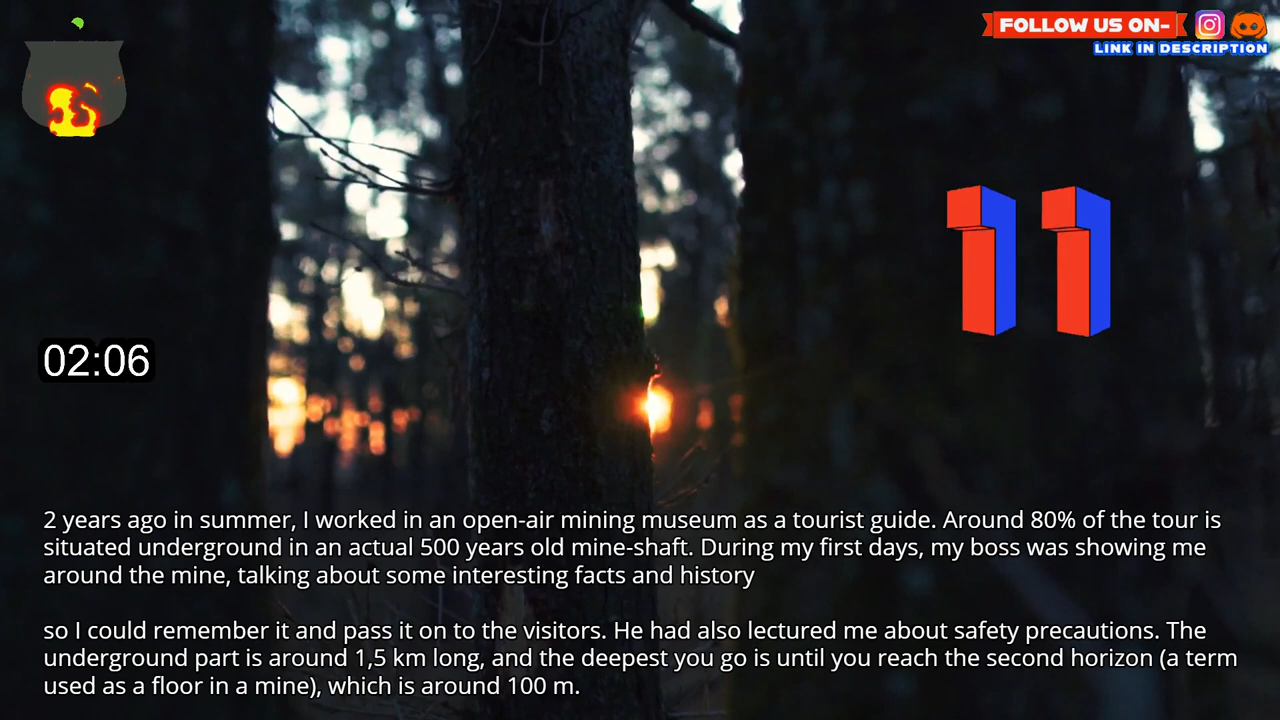 FOLLOW US ON-
LINK IN DESCRIPTION
11
02:06
2 years ago in summer, I worked in an open-air mining museum as a tourist guide. Around 80% of the tour is
situated underground in an actual 500 years old mine-shaft. During my first days, my boss was showing me
around the mine, talking about some interesting facts and history
so I could remember it and pass it on to the visitors. He had also lectured me about safety precautions. The
underground part is around 1,5 km long, and the deepest you go is until you reach the second horizon (a term
used as a floor in a mine), which is around 100 m.